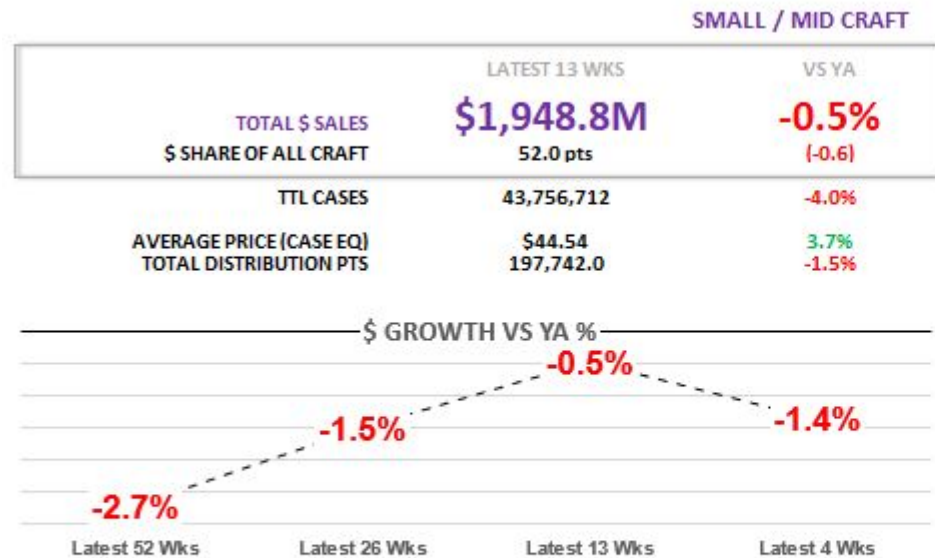 SMALL / MID CRAFT
LATEST 13 WKS VS YA
TOTAL $ SALES $1,948.8M -0.5%
$ SHARE OF ALL CRAFT 52.0 pts (-0.6)
TTL CASES 43,756,712 -4.0%
AVERAGE PRICE (CASE EQ) $44.54 3.7%
TOTAL DISTRIBUTION PTS 197,742.0 -1.5%
$ GROWTH VS YA %
-0.5%
-1.4%
-1.5%
-2.7%
Latest 52 Wks Latest 26 Wks Latest 13 Wks Latest 4 Wks